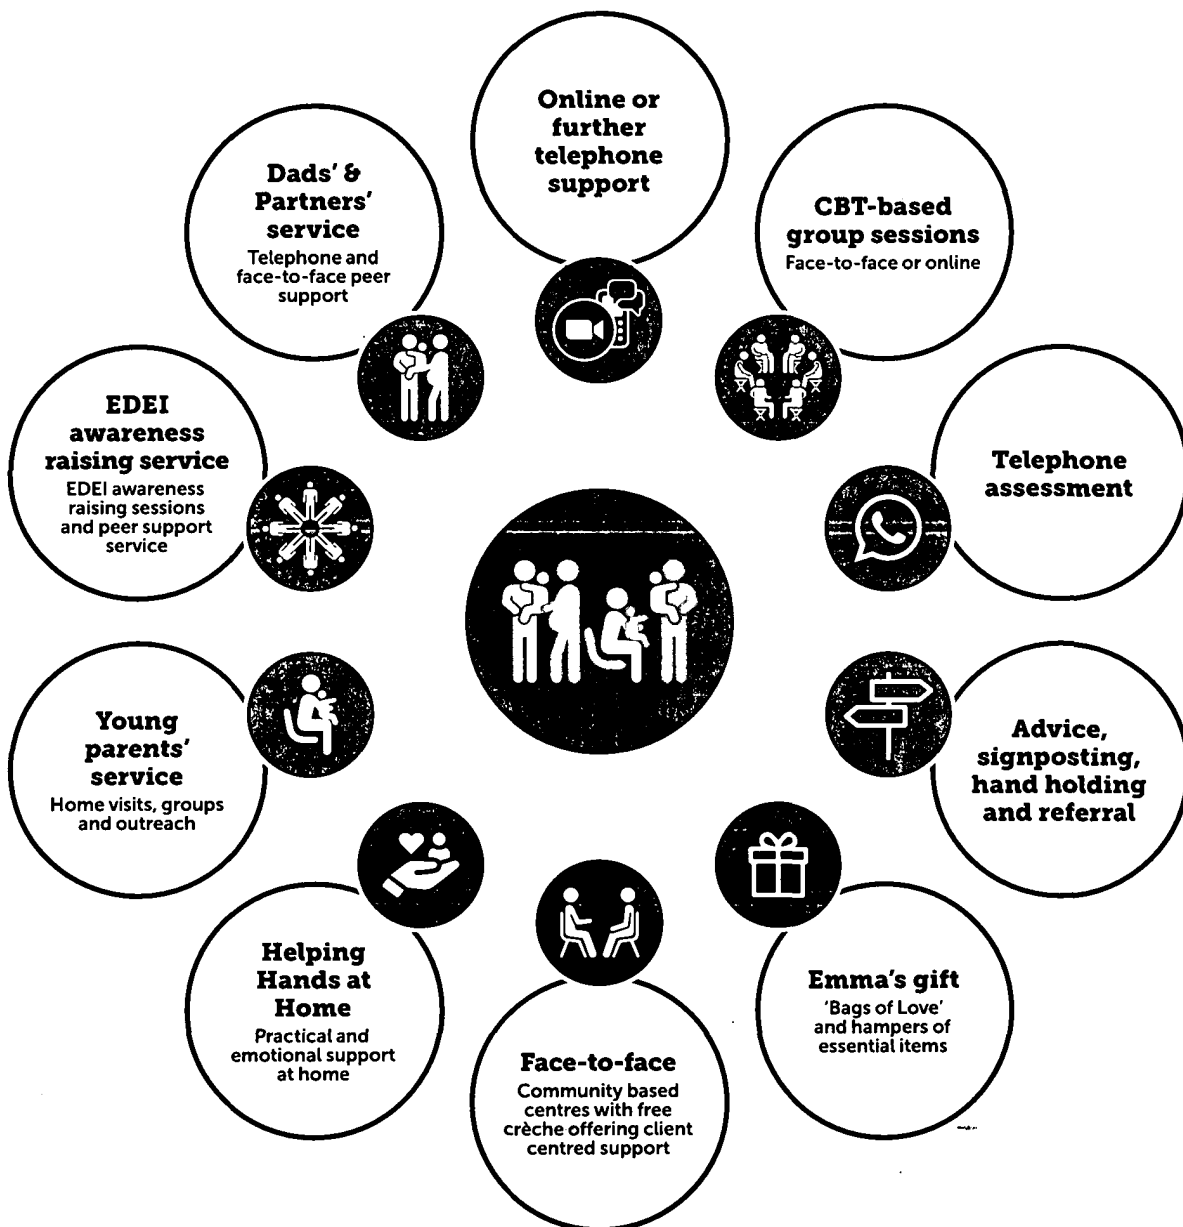 Online or
further
telephone
support
CBT-based
group sessions
Face-to-face or online
Telephone
assessment
Advice,
signposting,
hand holding
and referral
Emma's gift
'Bags of Love'
and hampers of
essential items
Face-to-face
Community based
centres with free
crèche offering client
centred support
Helping
Hands at
Home
Practical and
emotional support
at home
Young
parents'
service
Home visits, groups
and outreach
EDEI
awareness
raising service
EDEI awareness
raising sessions
and peer support
service
Dads' &
Partners'
service
Telephone and
face-to-face peer
support